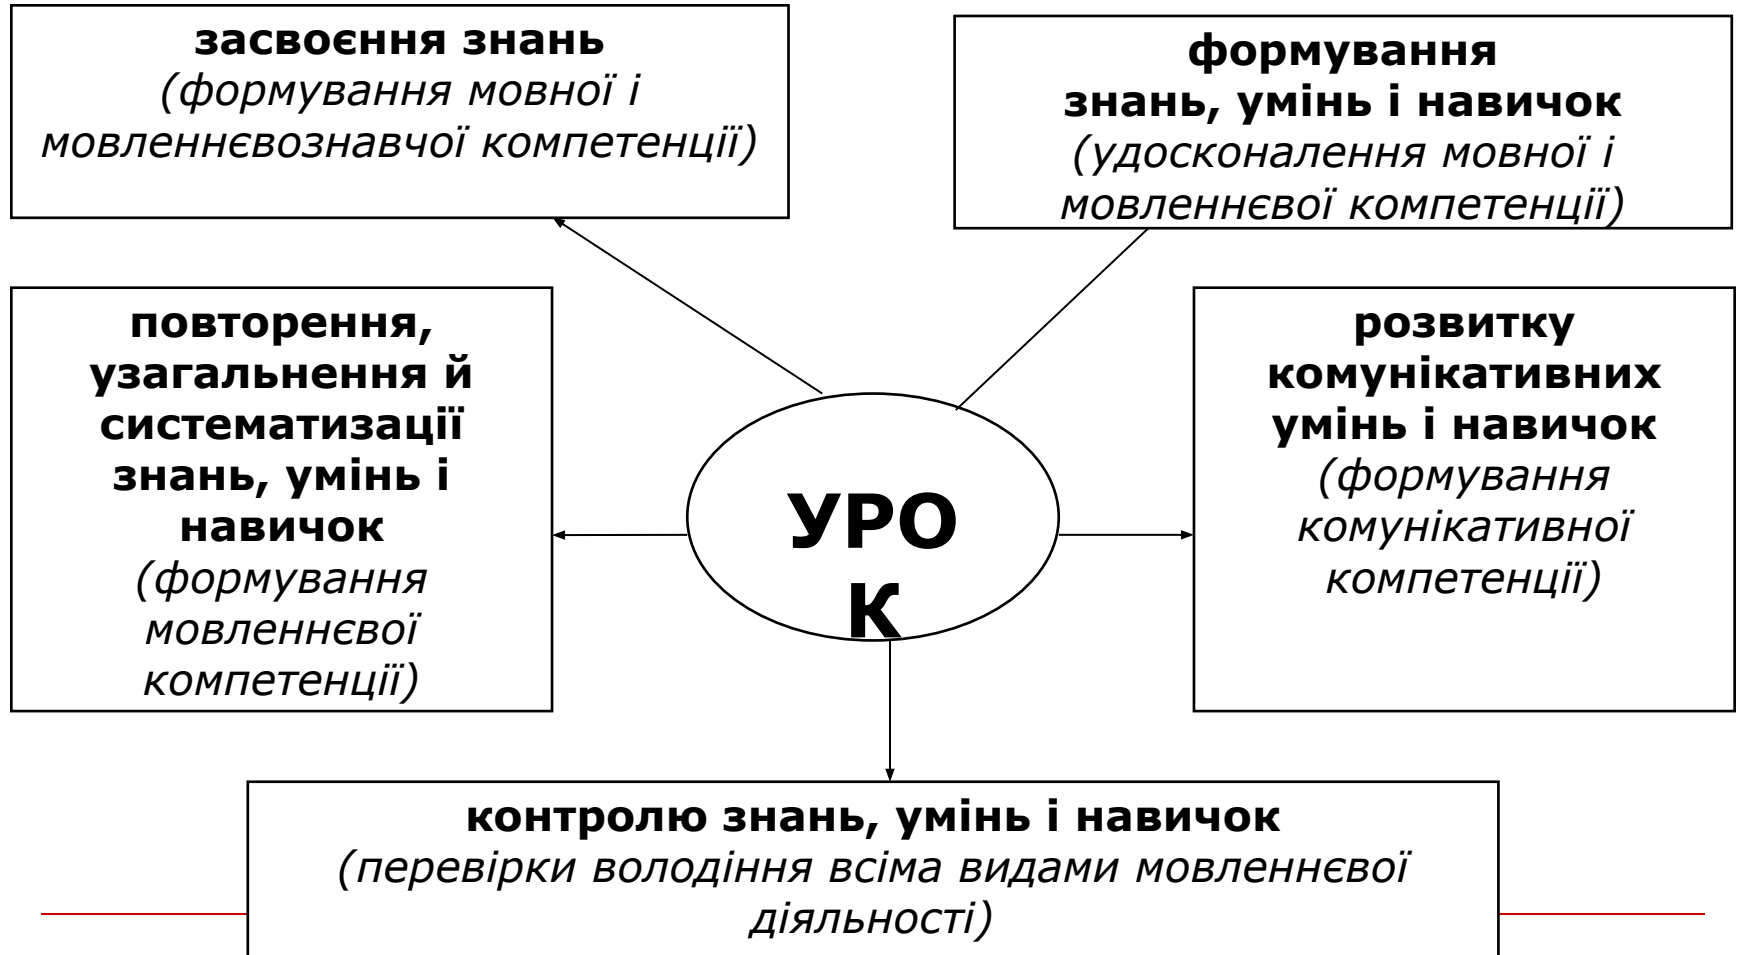 засвоєння знань
(формування мовної і
мовленнєвознавчої компетенції)
формування
знань, умінь і навичок
(удосконалення мовної і
мовленнєвої компетенції)
повторення,
узагальнення й
систематизації
знань, умінь і
навичок
(формування
мовленнєвої
компетенції)
УРО
К
розвитку
комунікативних
умінь і навичок
(формування
комунікативної
компетенції)
контролю знань, умінь і навичок
(перевірки володіння всіма видами мовленнєвої
діяльності)